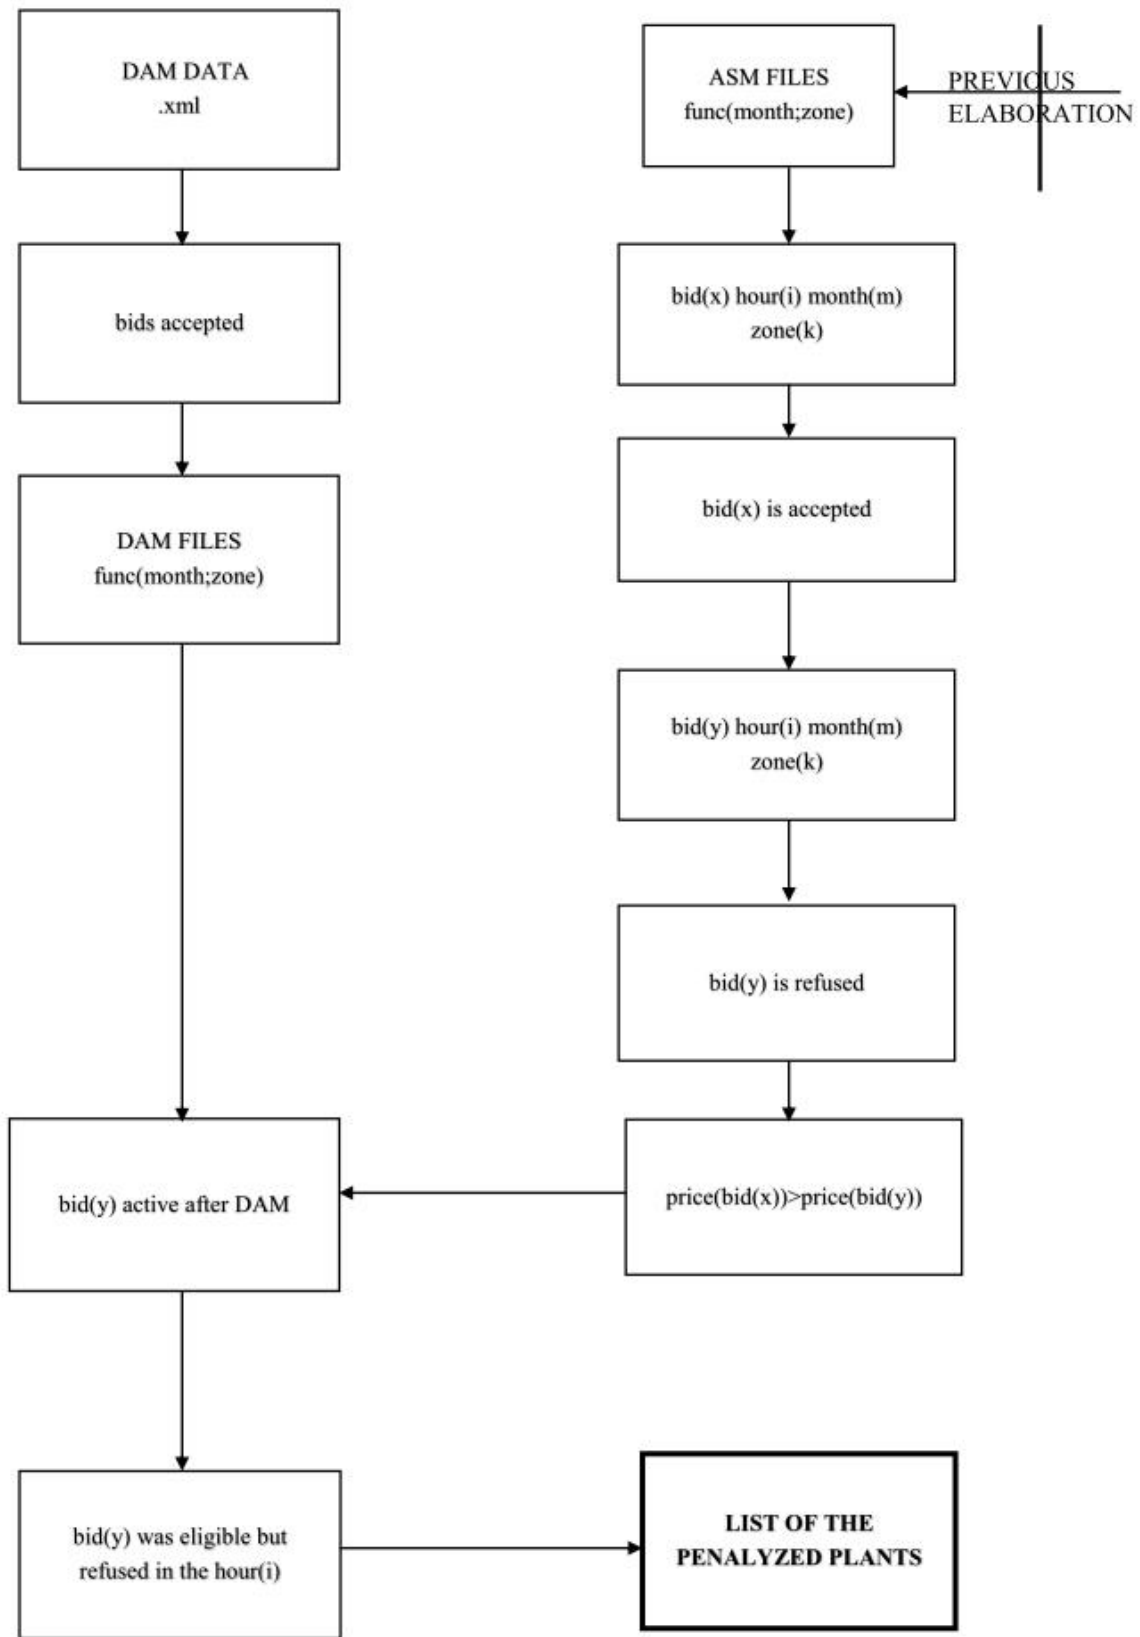 DAM DATA
.xml
bids accepted
DAM FILES
func(month;zone)
ASM FILES
func(month;zone)
PREVIOUS
ELABORATION
bid(x) hour(i) month(m)
zone(k)
bid(x) is accepted
bid(y) hour(i) month(m)
zone(k)
bid(y) is refused
price(bid(x))>price(bid(y))
bid(y) active after DAM
bid(y) was eligible but
refused in the hour(i)
LIST OF THE
PENALYZED PLANTS